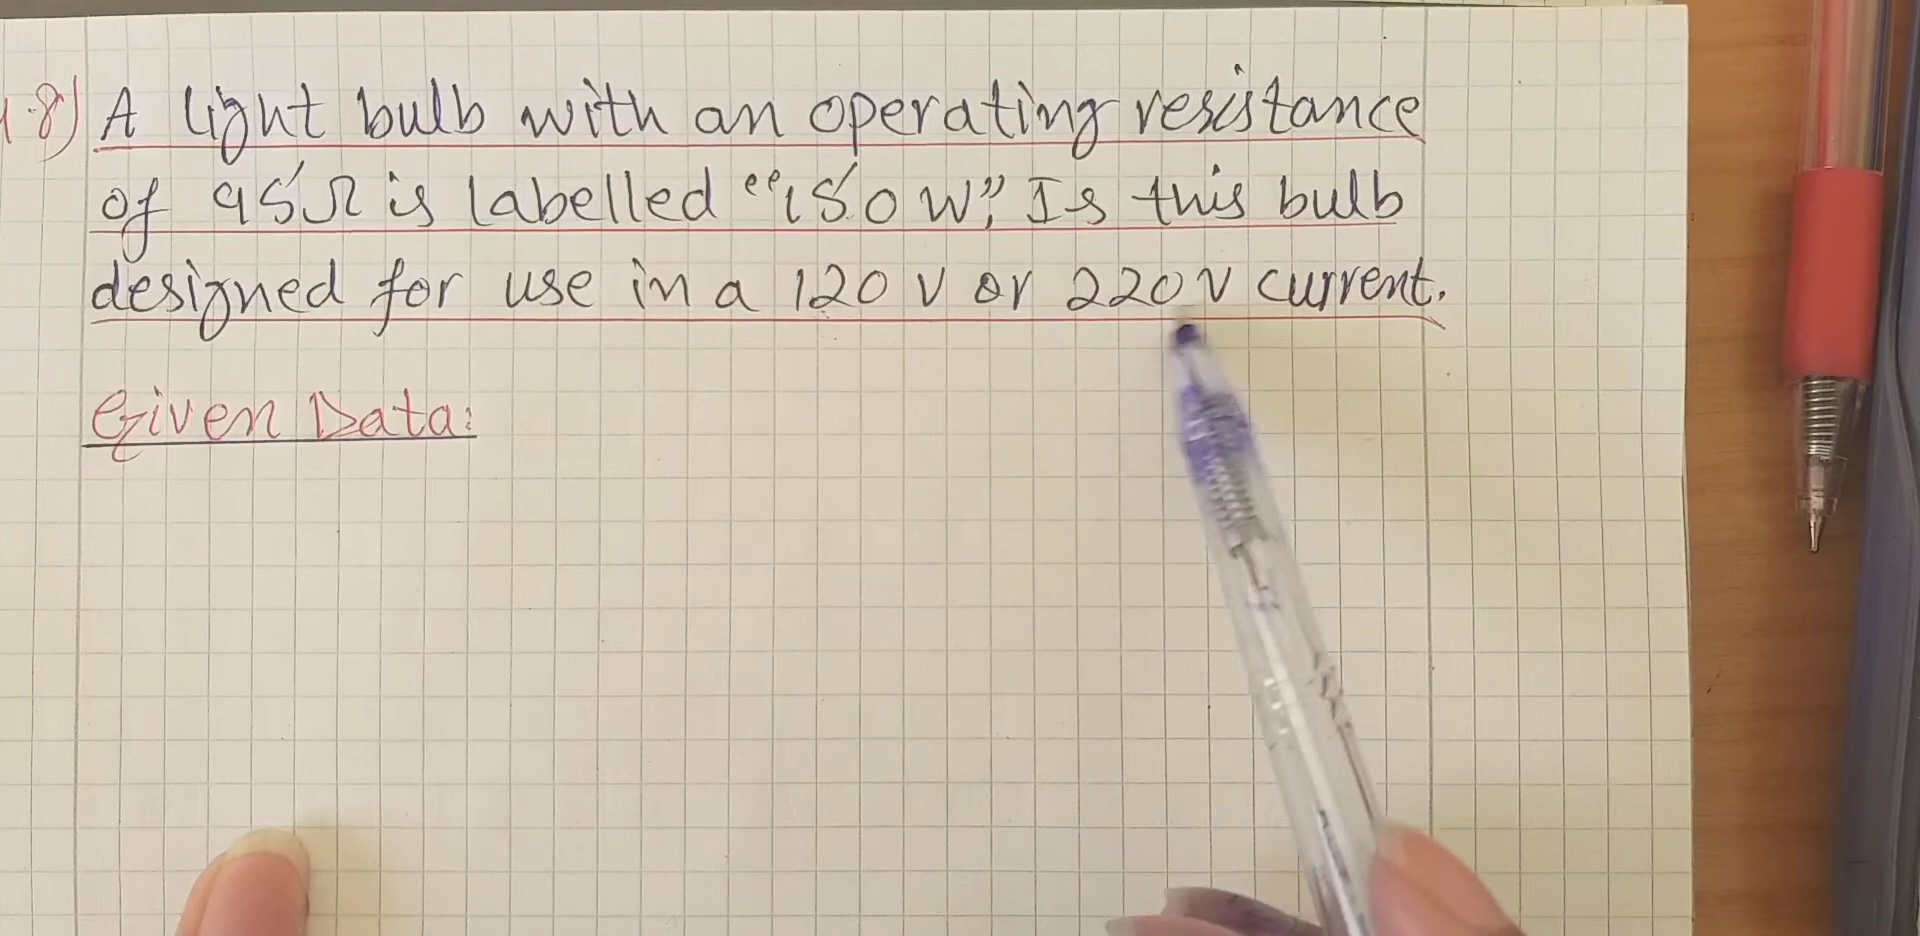 1.8) A light bulb with an operating resistance
of 95Ω is labelled "150 W", Is this bulb
designed for use in a 120 V or 220 V current.
Given Data: